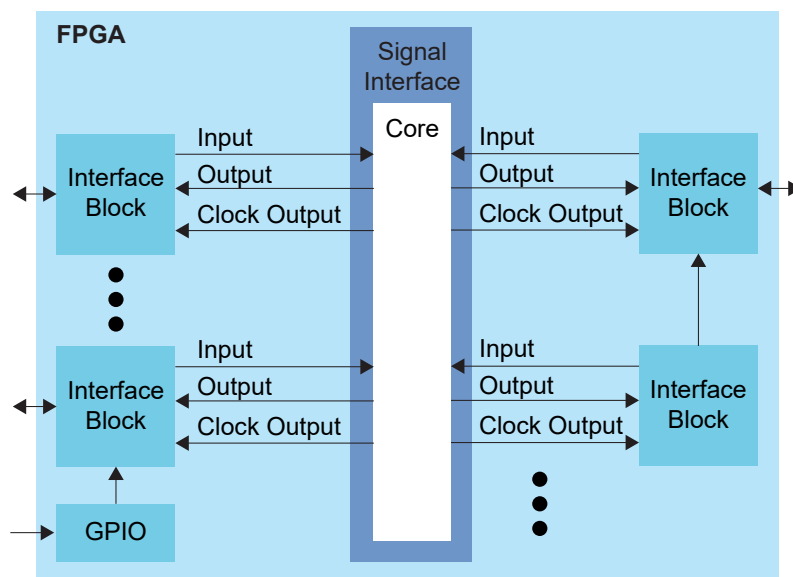 FPGA
Signal
Interface
Core
Interface
Block
Input
Output
Clock Output
Input
Output
Clock Output
Interface
Block
Interface
Block
Input
Output
Clock Output
Input
Output
Clock Output
Interface
Block
GPIO